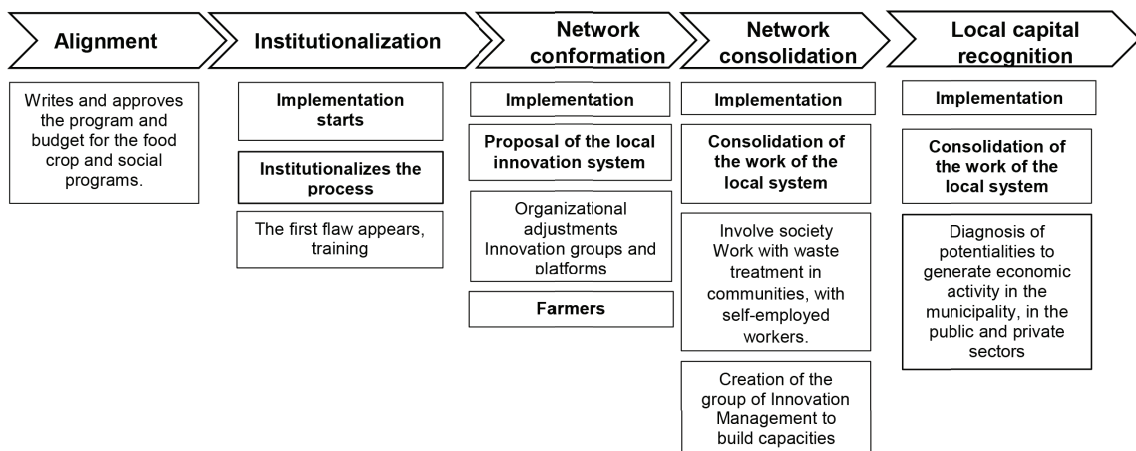 Alignment
Institutionalization
Network
conformation
Network
consolidation
Local capital
recognition
Writes and approves
the program and
budget for the food
crop and social
programs.
Implementation
starts
Institutionalizes the
process
The first flaw appears,
training
Implementation
Proposal of the local
innovation system
Organizational
adjustments
Innovation groups and
platforms
Farmers
Implementation
Consolidation of
the work of the
local system
Involve society
Work with waste
treatment in
communities, with
self-employed
workers.
Creation of the
group of Innovation
Management to
build capacities
Implementation
Consolidation of
the work of the
local system
Diagnosis of
potentialities to
generate economic
activity in the
municipality, in the
public and private
sectors